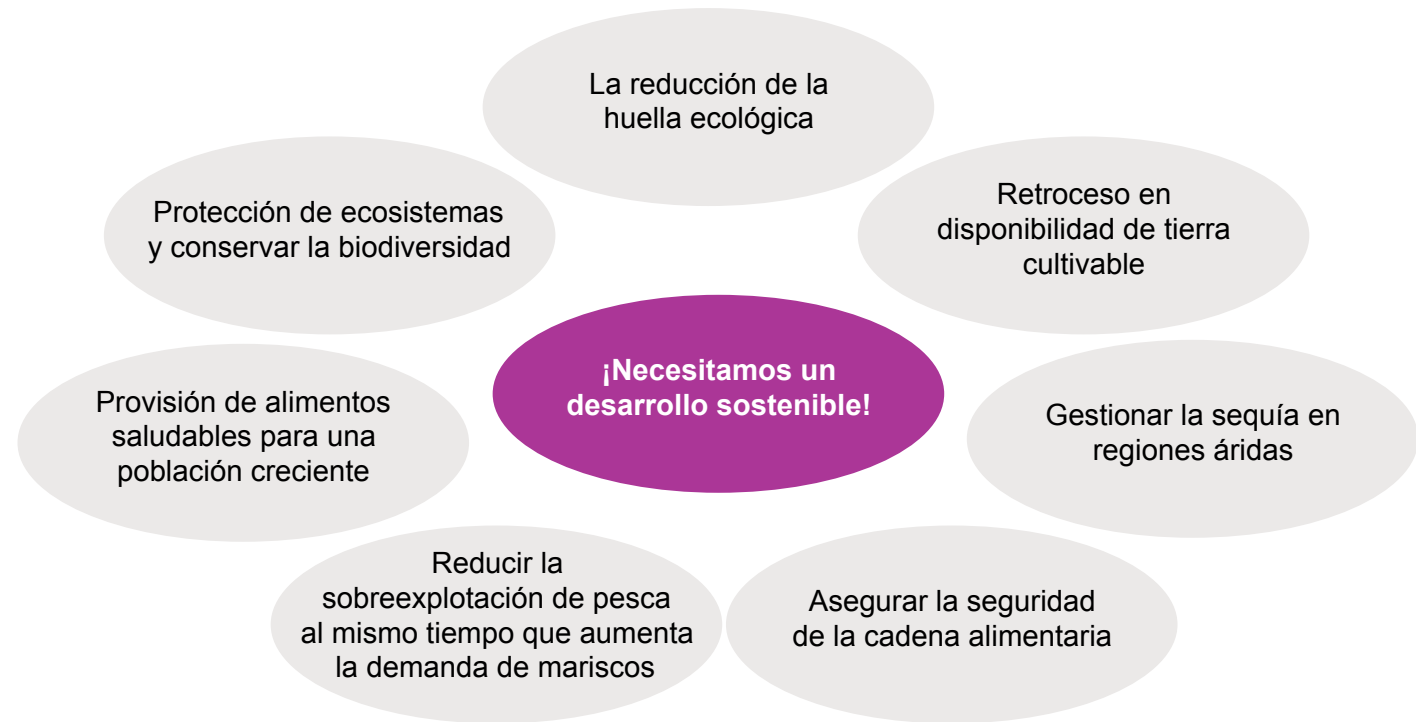 La reducción de la
huella ecológica
Protección de ecosistemas
y conservar la biodiversidad
Retroceso en
disponibilidad de tierra
cultivable
¡Necesitamos un
desarrollo sostenible!
Provisión de alimentos
saludables para una
población creciente
Gestionar la sequía en
regiones áridas
Reducir la
sobreexplotación de pesca
al mismo tiempo que aumenta
la demanda de mariscos
Asegurar la seguridad
de la cadena alimentaria